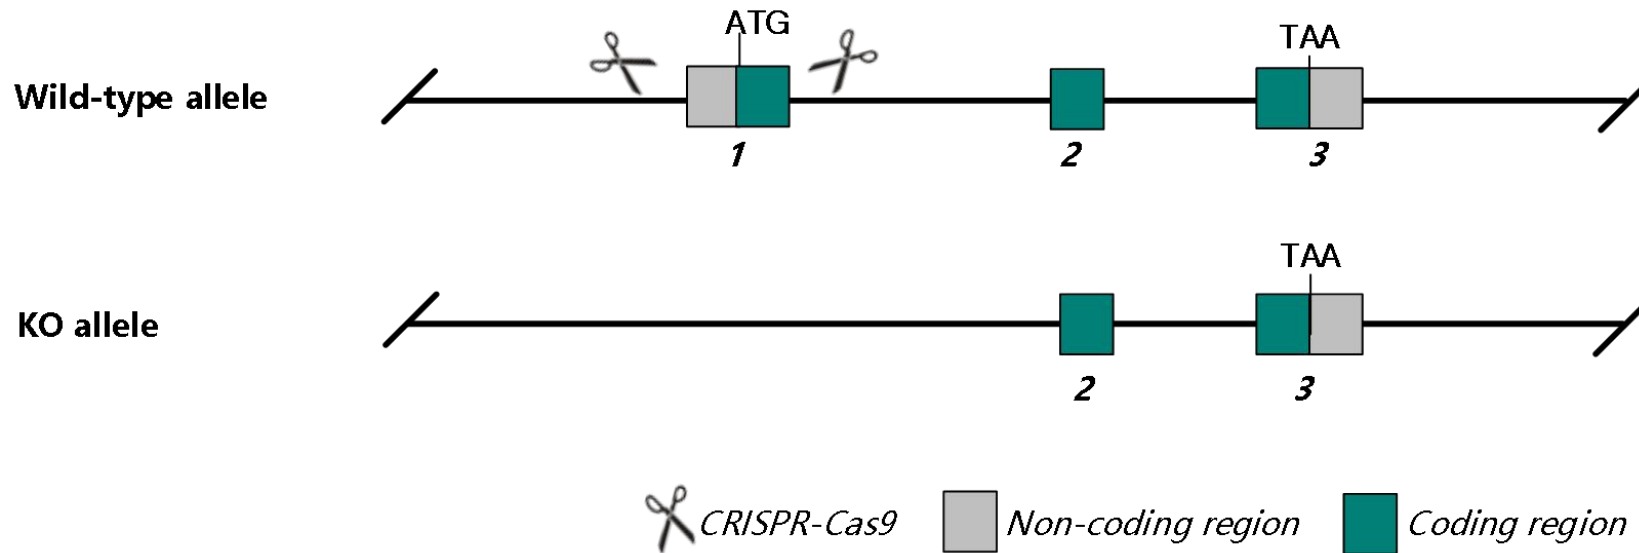 ATG
TAA
Wild-type allele
1 2 3
TAA
KO allele
2 3
CRISPR-Cas9 Non-coding region Coding region